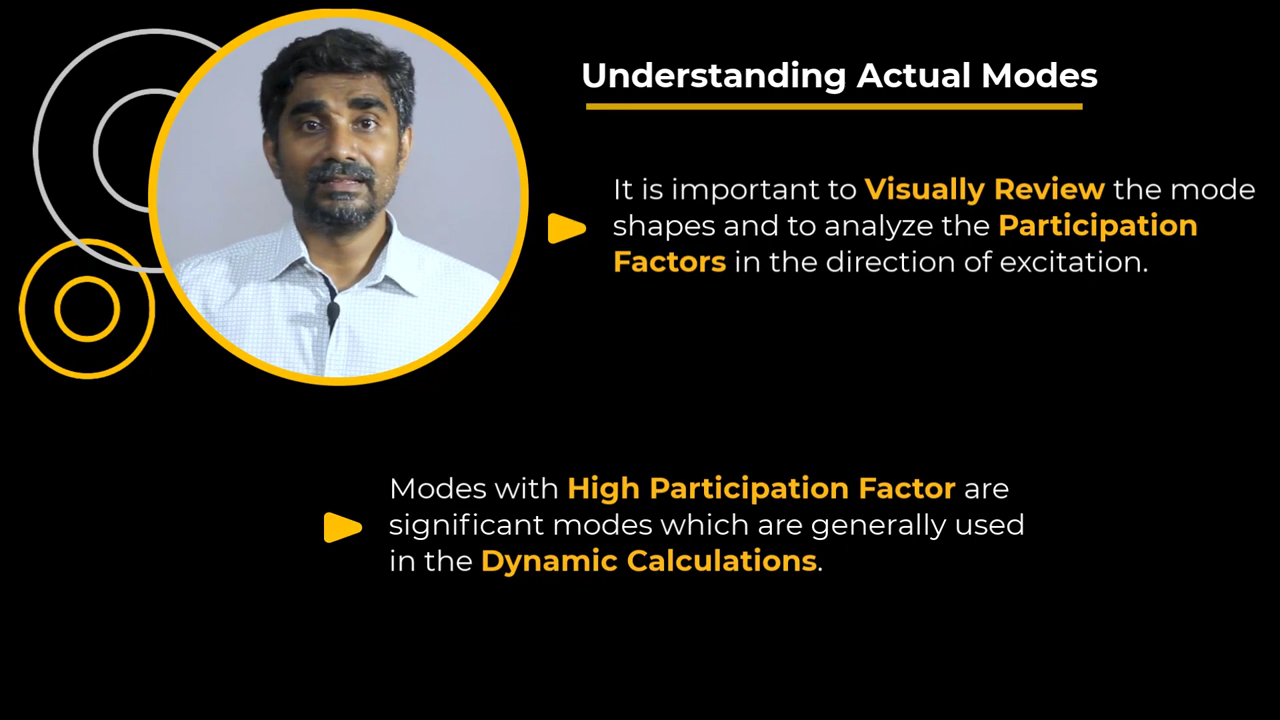 Understanding Actual Modes
It is important to Visually Review the mode
shapes and to analyze the Participation
Factors in the direction of excitation.
Modes with High Participation Factor are
significant modes which are generally used
in the Dynamic Calculations.